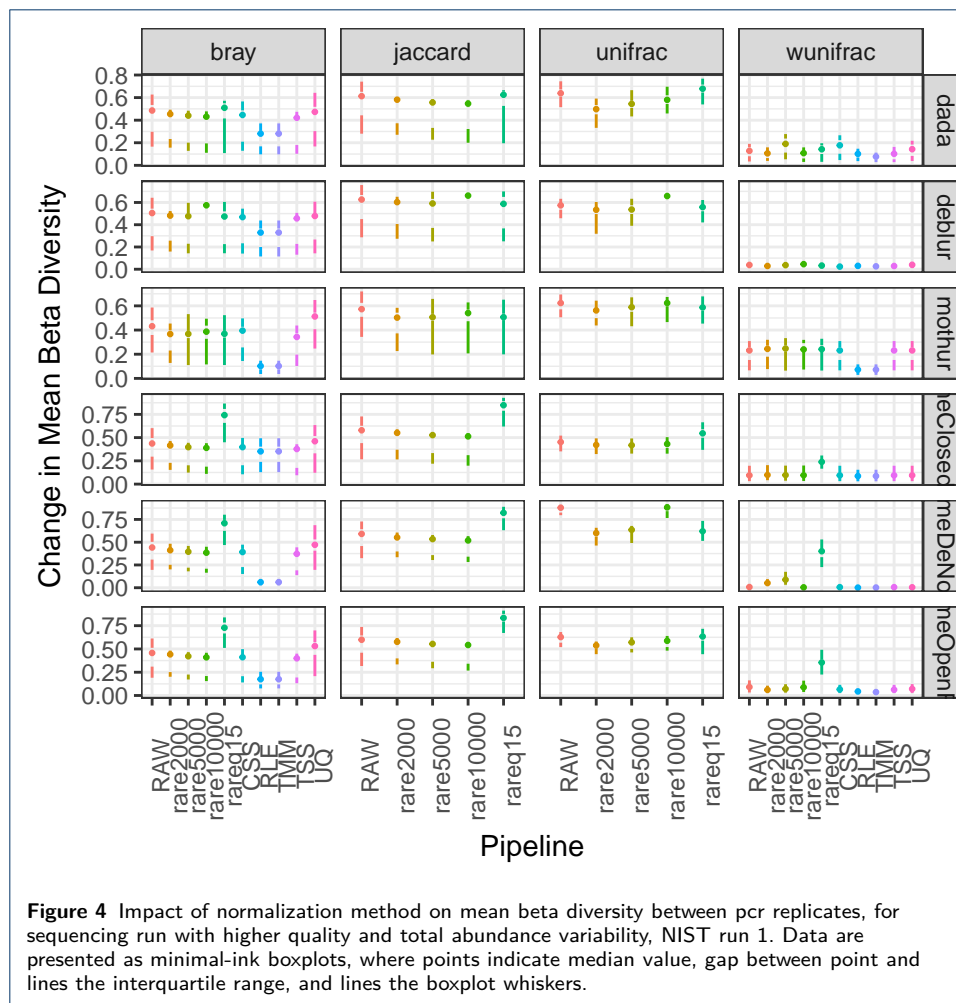 bray jaccard unifrac wunifrac
Change in Mean Beta Diversity
0.8
0.6
0.4
0.2
0.0
dada
0.6
0.4
0.2
0.0
deblur
0.6
0.4
0.2
0.0
mothur
0.75
0.50
0.25
0.00
neClosed
0.75
0.50
0.25
0.00
meDeNo
0.75
0.50
0.25
0.00
meOpenR
RAW rare2000 rare5000 rare10000 rareq15 CSS RLE TMM TSS UQ
RAW rare2000 rare5000 rare10000 rareq15
RAW rare2000 rare5000 rare10000 rareq15
RAW rare2000 rare5000 rare10000 rareq15 CSS RLE TMM TSS UQ
Pipeline
Figure 4 Impact of normalization method on mean beta diversity between pcr replicates, for
sequencing run with higher quality and total abundance variability, NIST run 1. Data are
presented as minimal-ink boxplots, where points indicate median value, gap between point and
lines the interquartile range, and lines the boxplot whiskers.